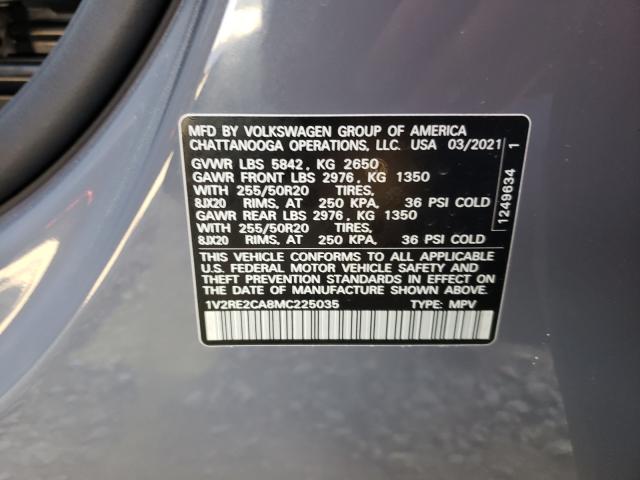 MFD BY VOLKSWAGEN GROUP OF AMERICA
CHATTANOOGA OPERATIONS, LLC. USA 03/2021
GVWR LBS 5842, KG 2650
GAWR FRONT LBS 2976, KG 1350
WITH 255/50R20 TIRES,
8JX20 RIMS, AT 250 KPA, 36 PSI COLD
GAWR REAR LBS 2976, KG 1350
WITH 255/50R20 TIRES,
8JX20 RIMS, AT 250 KPA, 36 PSI COLD
THIS VEHICLE CONFORMS TO ALL APPLICABLE
U.S. FEDERAL MOTOR VEHICLE SAFETY AND
THEFT PREVENTION STANDARDS IN EFFECT ON
THE DATE OF MANUFACTURE SHOWN ABOVE.
1V2RE2CA8MC225035 TYPE: MPV
1249634 1